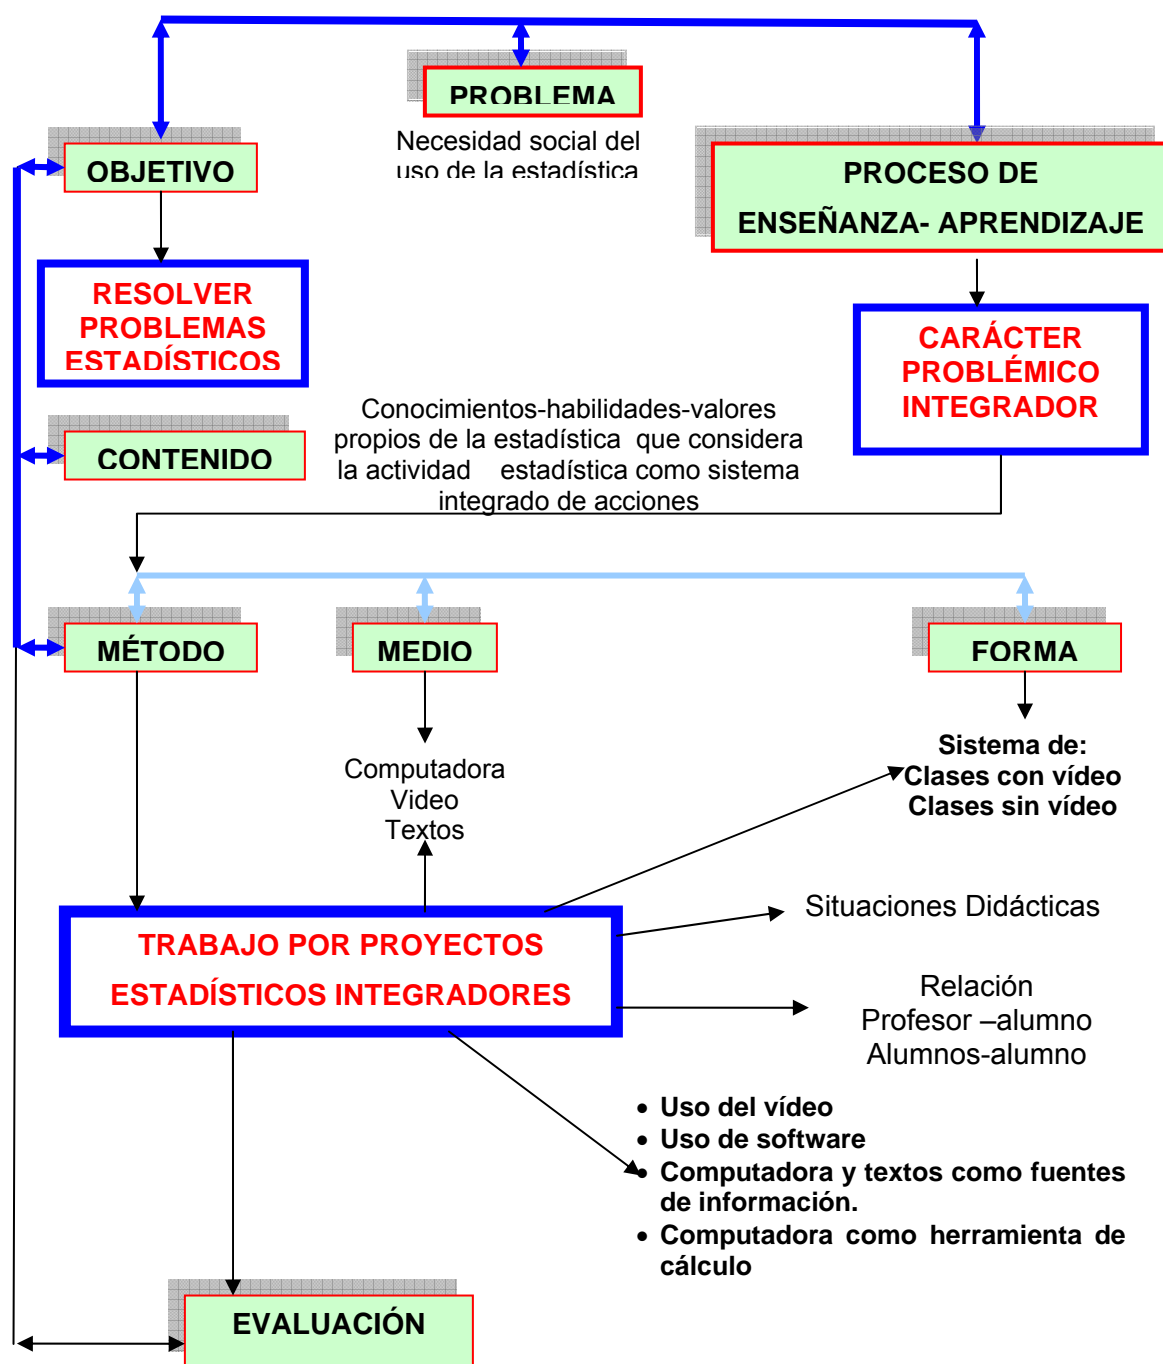 PROBLEMA
Necesidad social del
uso de la estadística
OBJETIVO
PROCESO DE
ENSEÑANZA- APRENDIZAJE
RESOLVER
PROBLEMAS
ESTADÍSTICOS
CARÁCTER
PROBLÉMICO
INTEGRADOR
CONTENIDO
Conocimientos-habilidades-valores
propios de la estadística que considera
la actividad estadística como sistema
integrado de acciones
MÉTODO
MEDIO
FORMA
Computadora
Video
Textos
Sistema de:
Clases con vídeo
Clases sin vídeo
TRABAJO POR PROYECTOS
ESTADÍSTICOS INTEGRADORES
Situaciones Didácticas
Relación
Profesor –alumno
Alumnos-alumno
• Uso del vídeo
• Uso de software
• Computadora y textos como fuentes
de información.
• Computadora como herramienta de
cálculo
EVALUACIÓN